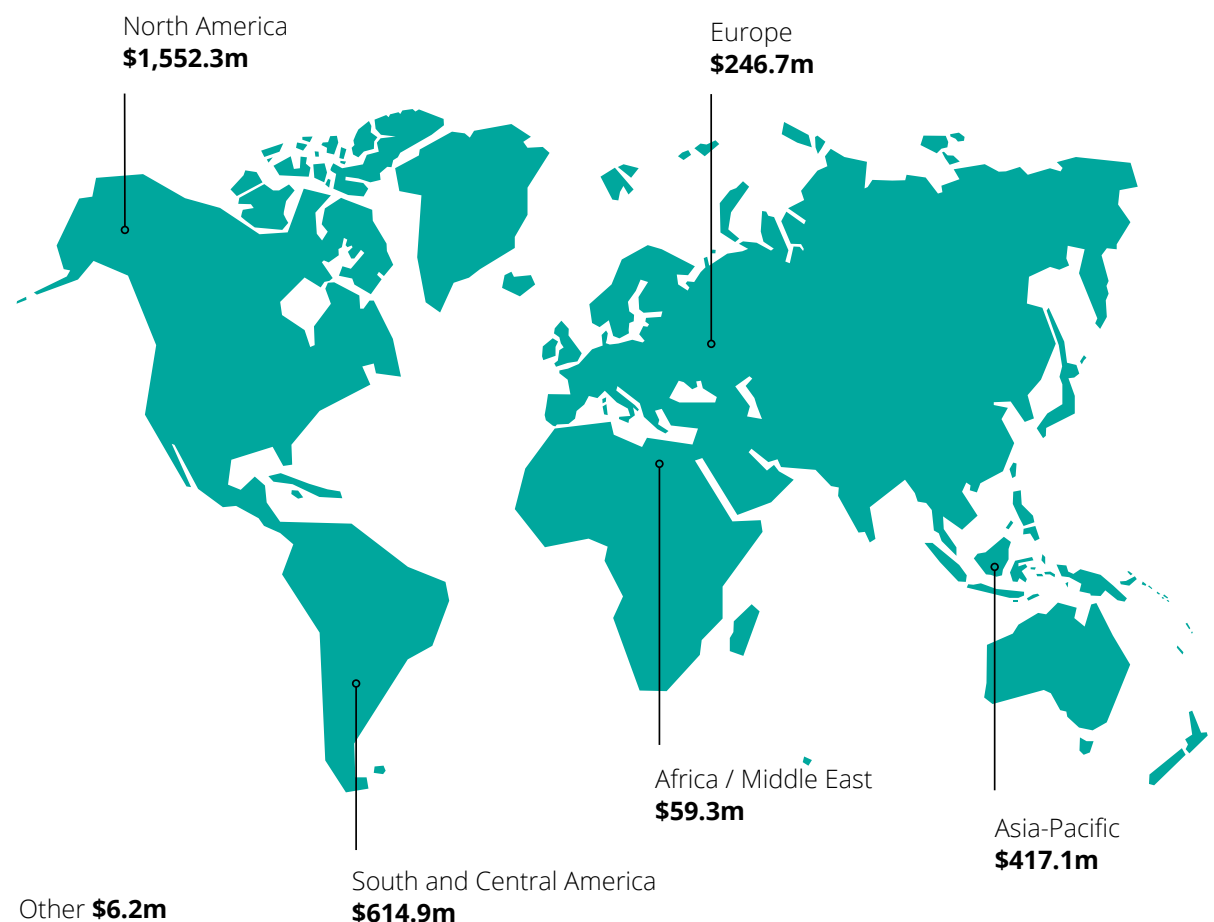 North America
$1,552.3m
Europe
$246.7m
Africa / Middle East
$59.3m
Asia-Pacific
$417.1m
South and Central America
$614.9m
Other $6.2m